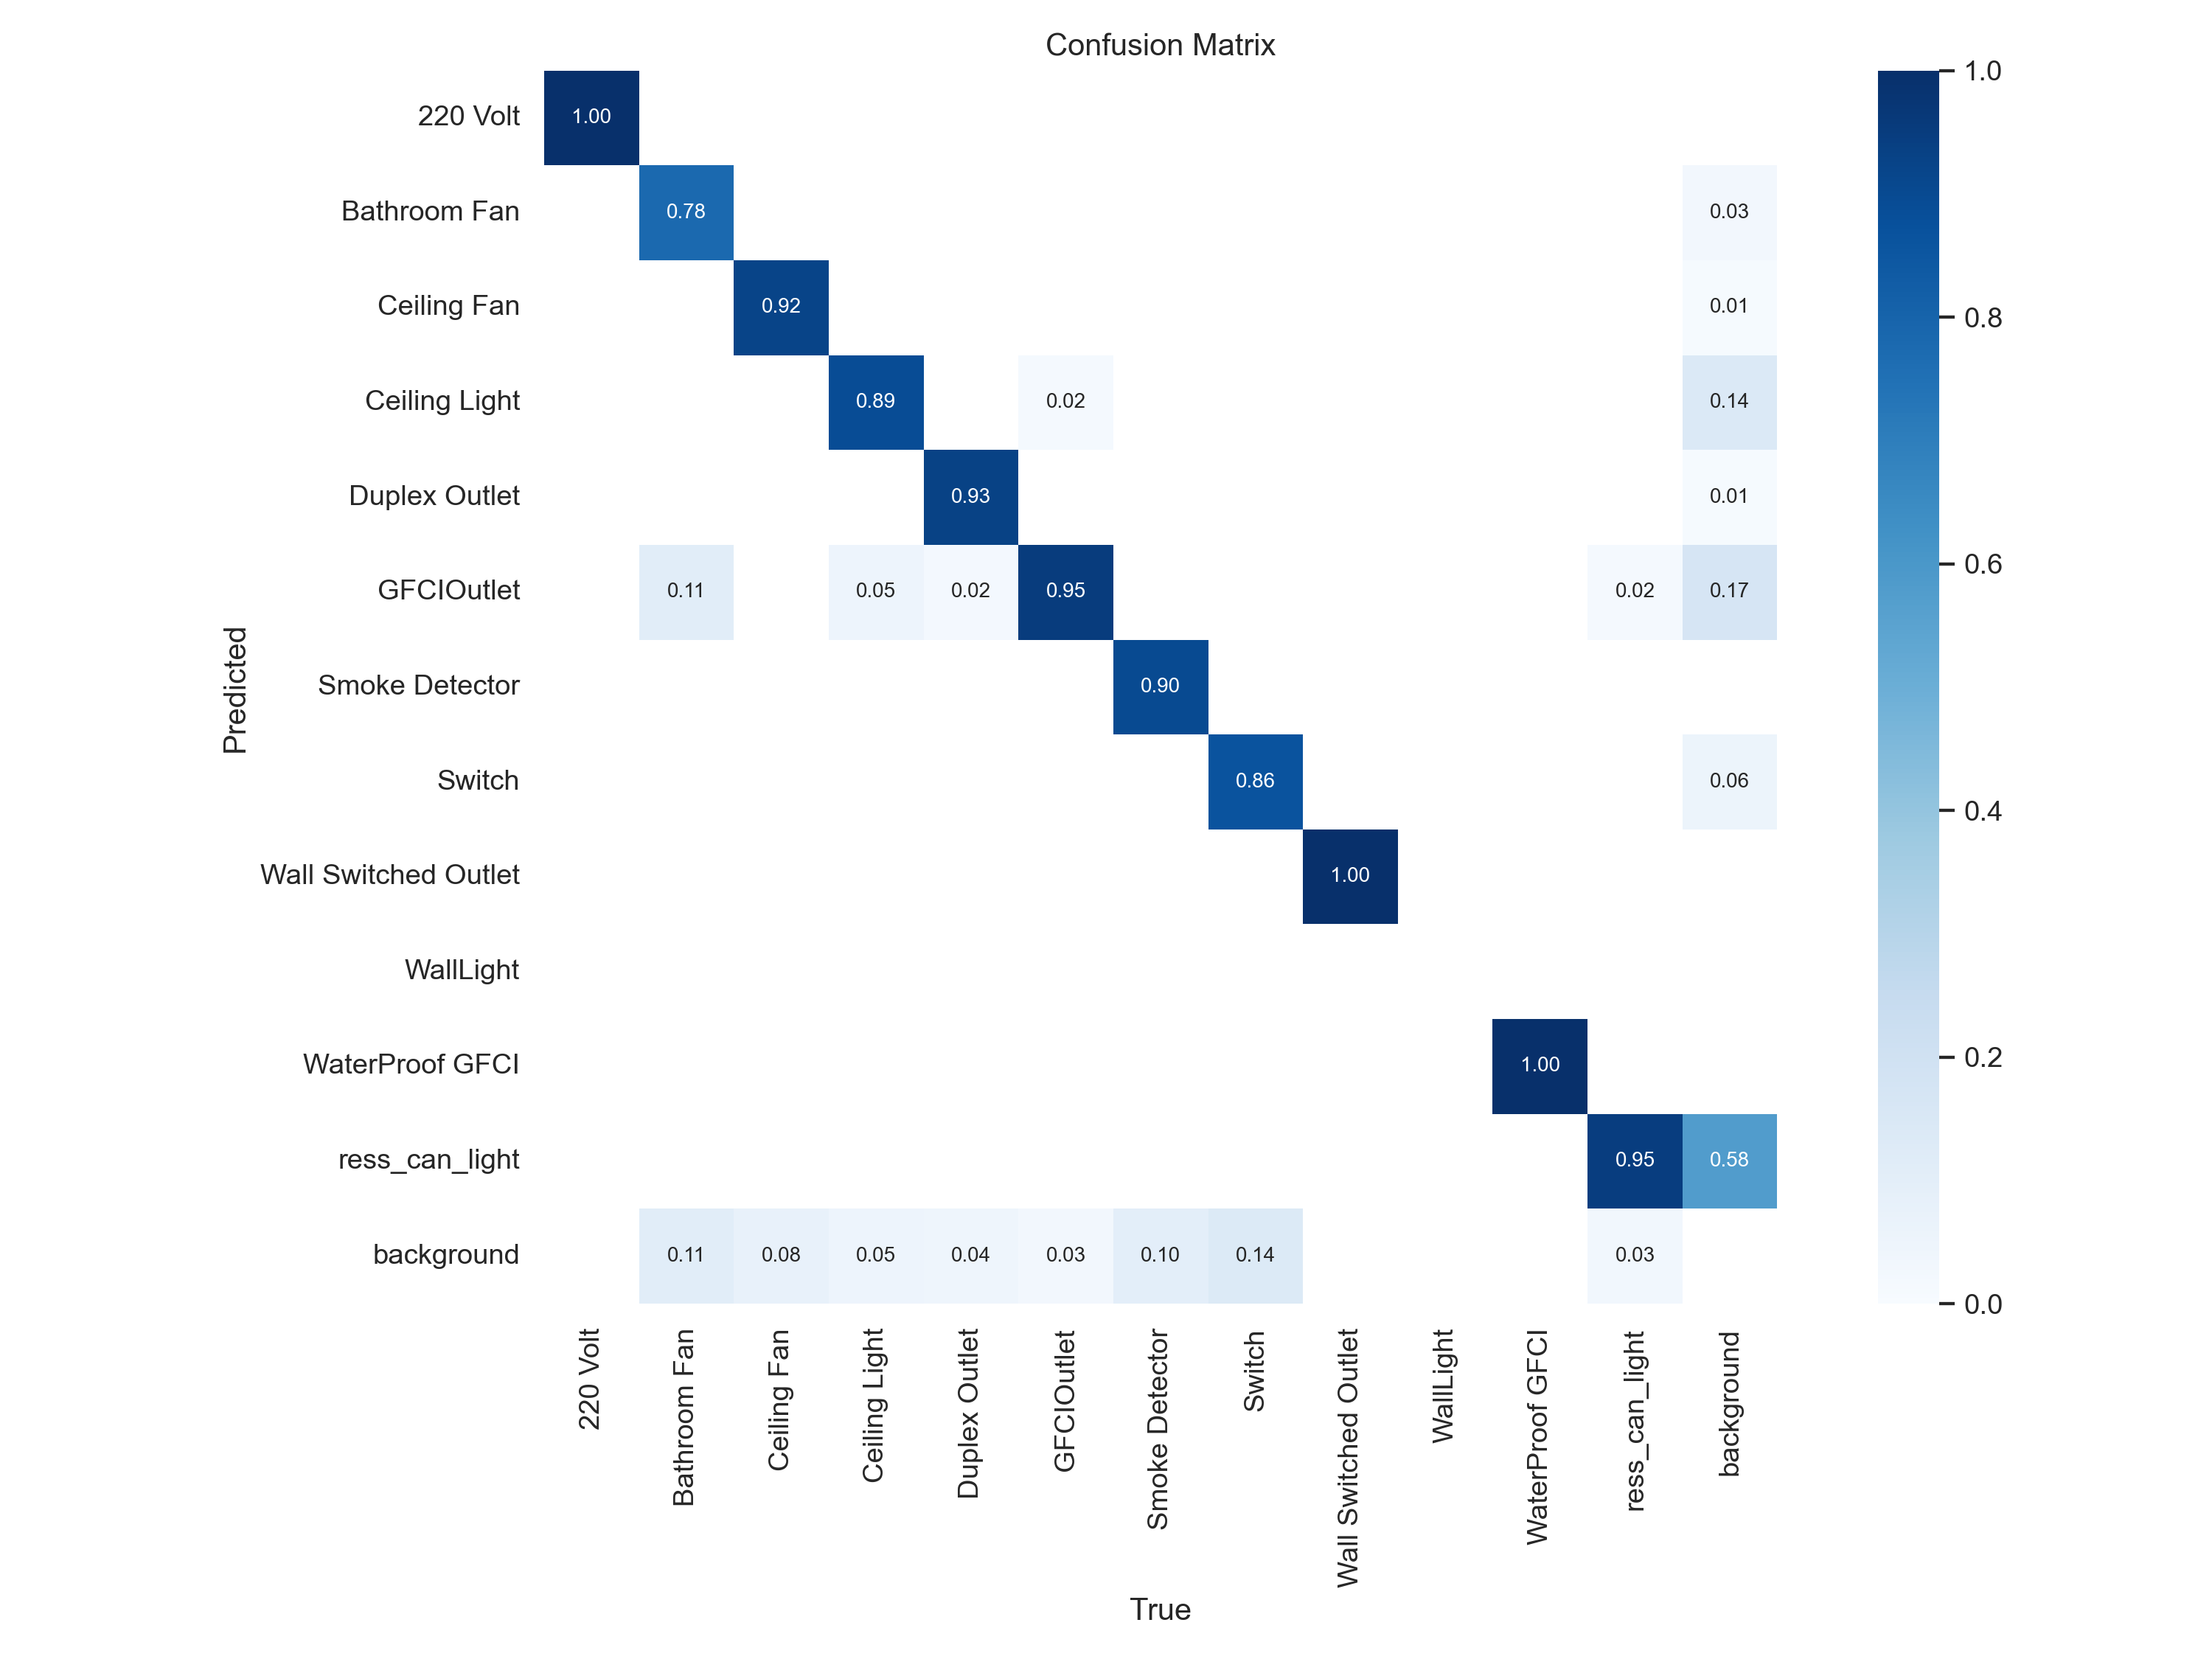 Confusion Matrix
220 Volt 1.00
Bathroom Fan 0.78 0.03
Ceiling Fan 0.92 0.01
Ceiling Light 0.89 0.02 0.14
Duplex Outlet 0.93 0.01
GFCIOutlet 0.11 0.05 0.02 0.95 0.02 0.17
Smoke Detector 0.90
Switch 0.86 0.06
Wall Switched Outlet 1.00
WallLight
WaterProof GFCI 1.00
ress_can_light 0.95 0.58
background 0.11 0.08 0.05 0.04 0.03 0.10 0.14 0.03
Predicted
220 Volt
Bathroom Fan
Ceiling Fan
Ceiling Light
Duplex Outlet
GFCIOutlet
Smoke Detector
Switch
Wall Switched Outlet
WallLight
WaterProof GFCI
ress_can_light
background
True
1.0
0.8
0.6
0.4
0.2
0.0